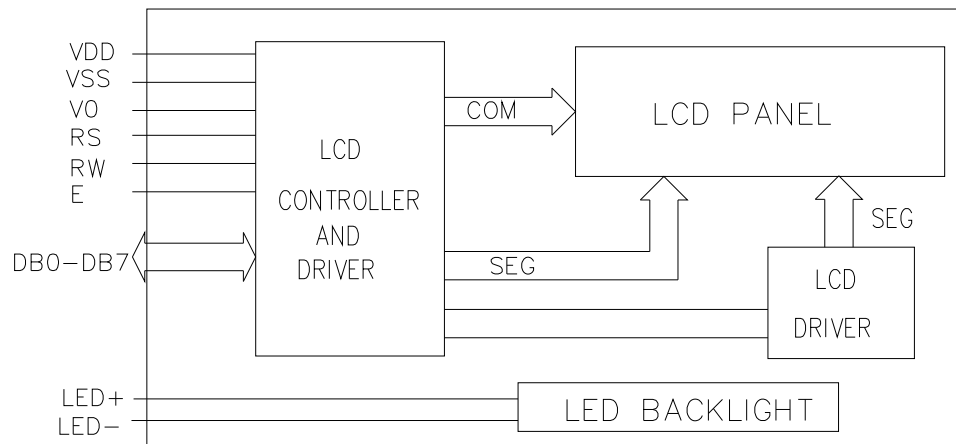 VDD
VSS
VO
RS
RW
E
DB0-DB7
LED+
LED-
LCD
CONTROLLER
AND
DRIVER
COM
SEG
LCD PANEL
SEG
LCD
DRIVER
LED BACKLIGHT